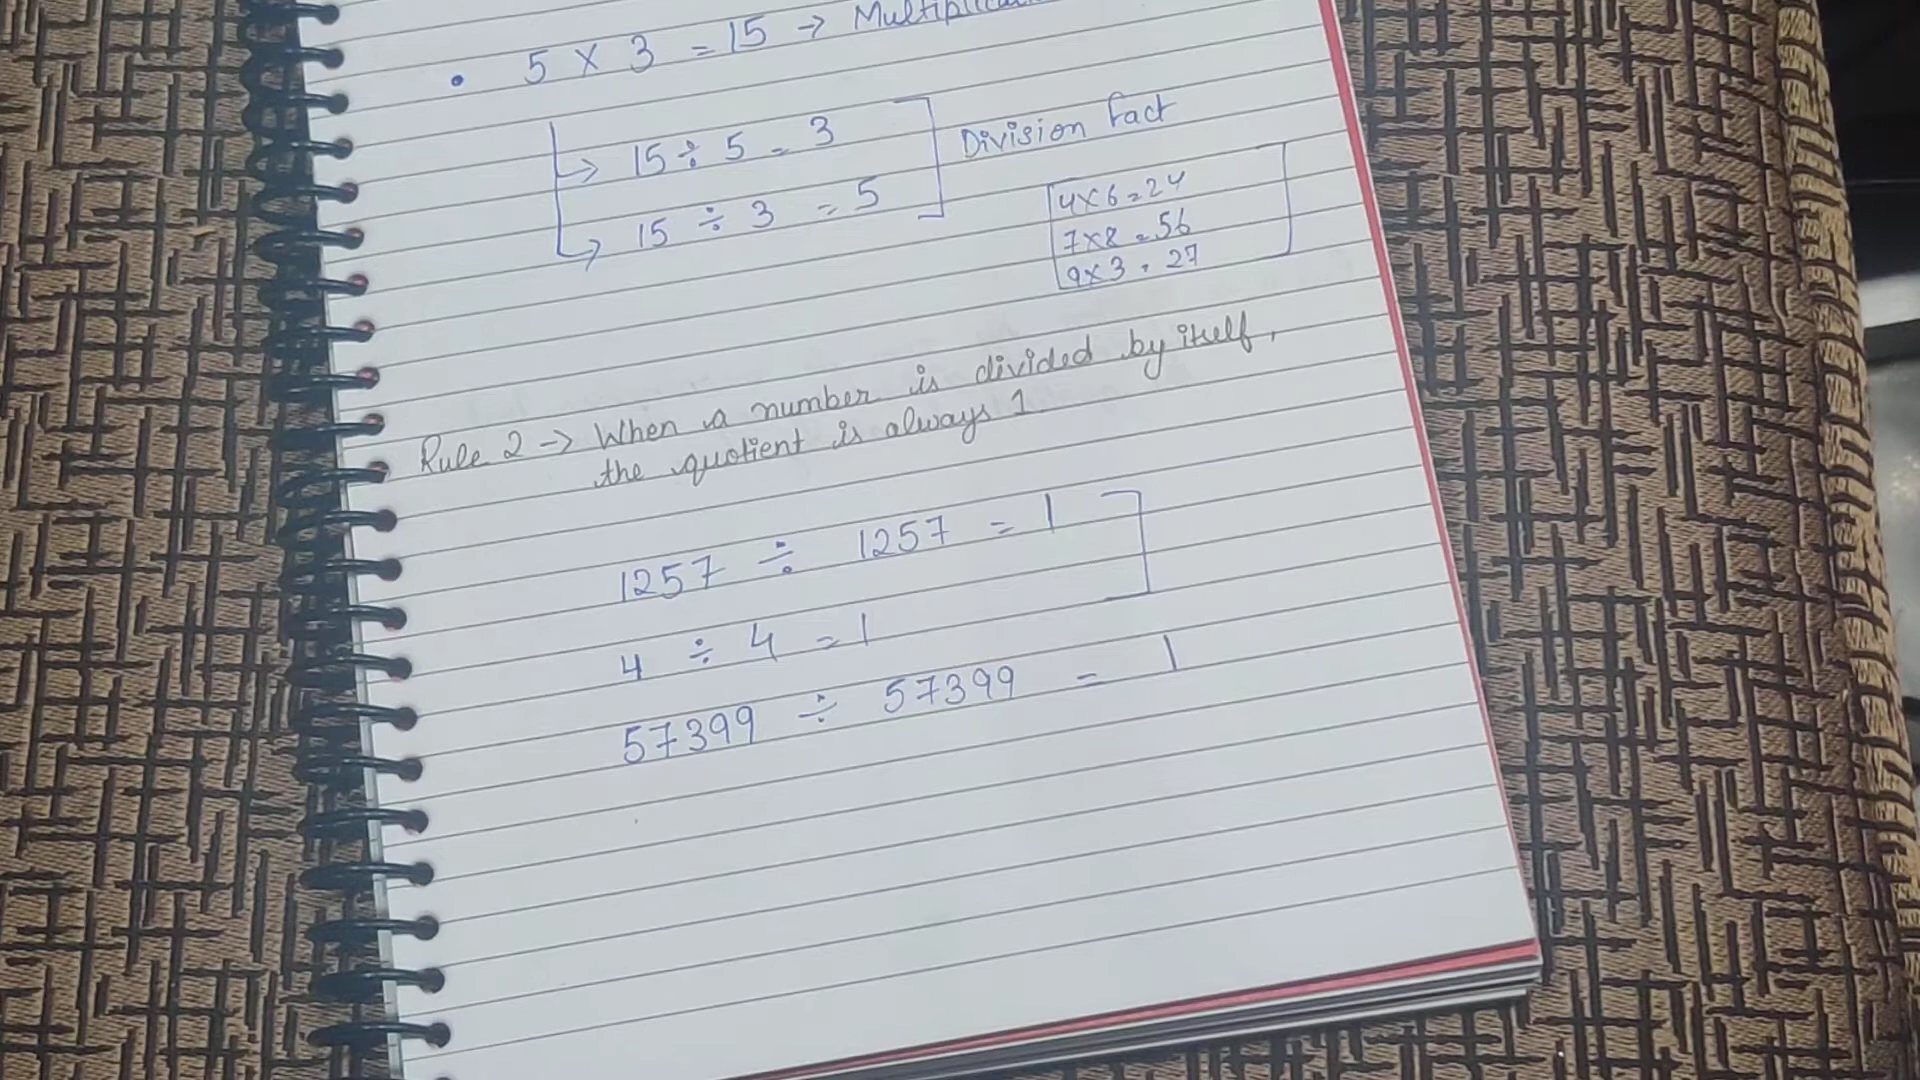 • 5 × 3 = 15 →
→ 15 ÷ 5 = 3
→ 15 ÷ 3 = 5
Division Fact
4×6=24
7×8=56
9×3=27
Rule 2 → When a number is divided by itself,
the quotient is always 1.
1257 ÷ 1257 = 1
4 ÷ 4 = 1
57399 ÷ 57399 = 1